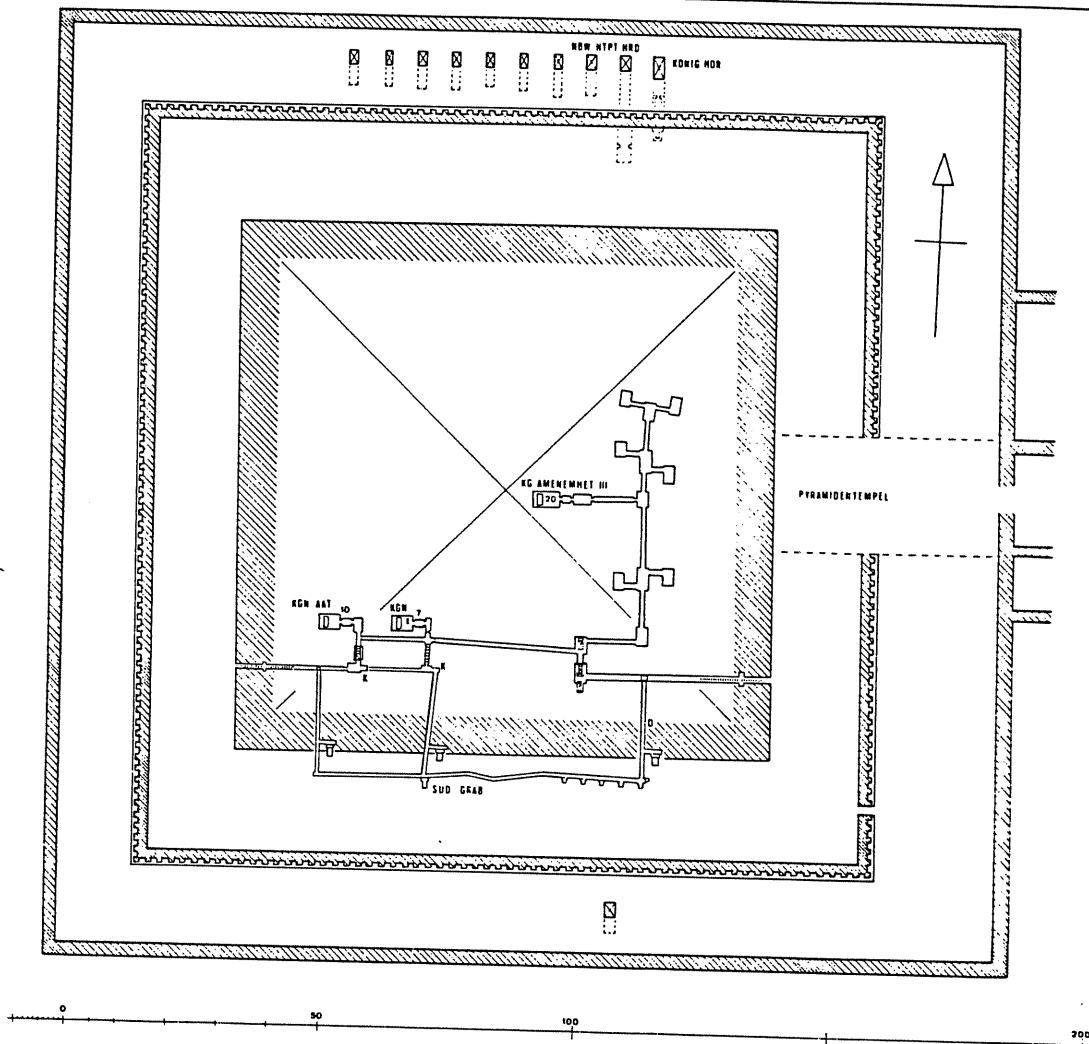 NBW HTPT HRD
KÖNIG HOR
KG AMENEMHET III
20
PYRAMIDENTEMPEL
KGN AAT
10
KGN
7
K
K
D
SUD GRAB
0
50
100
200